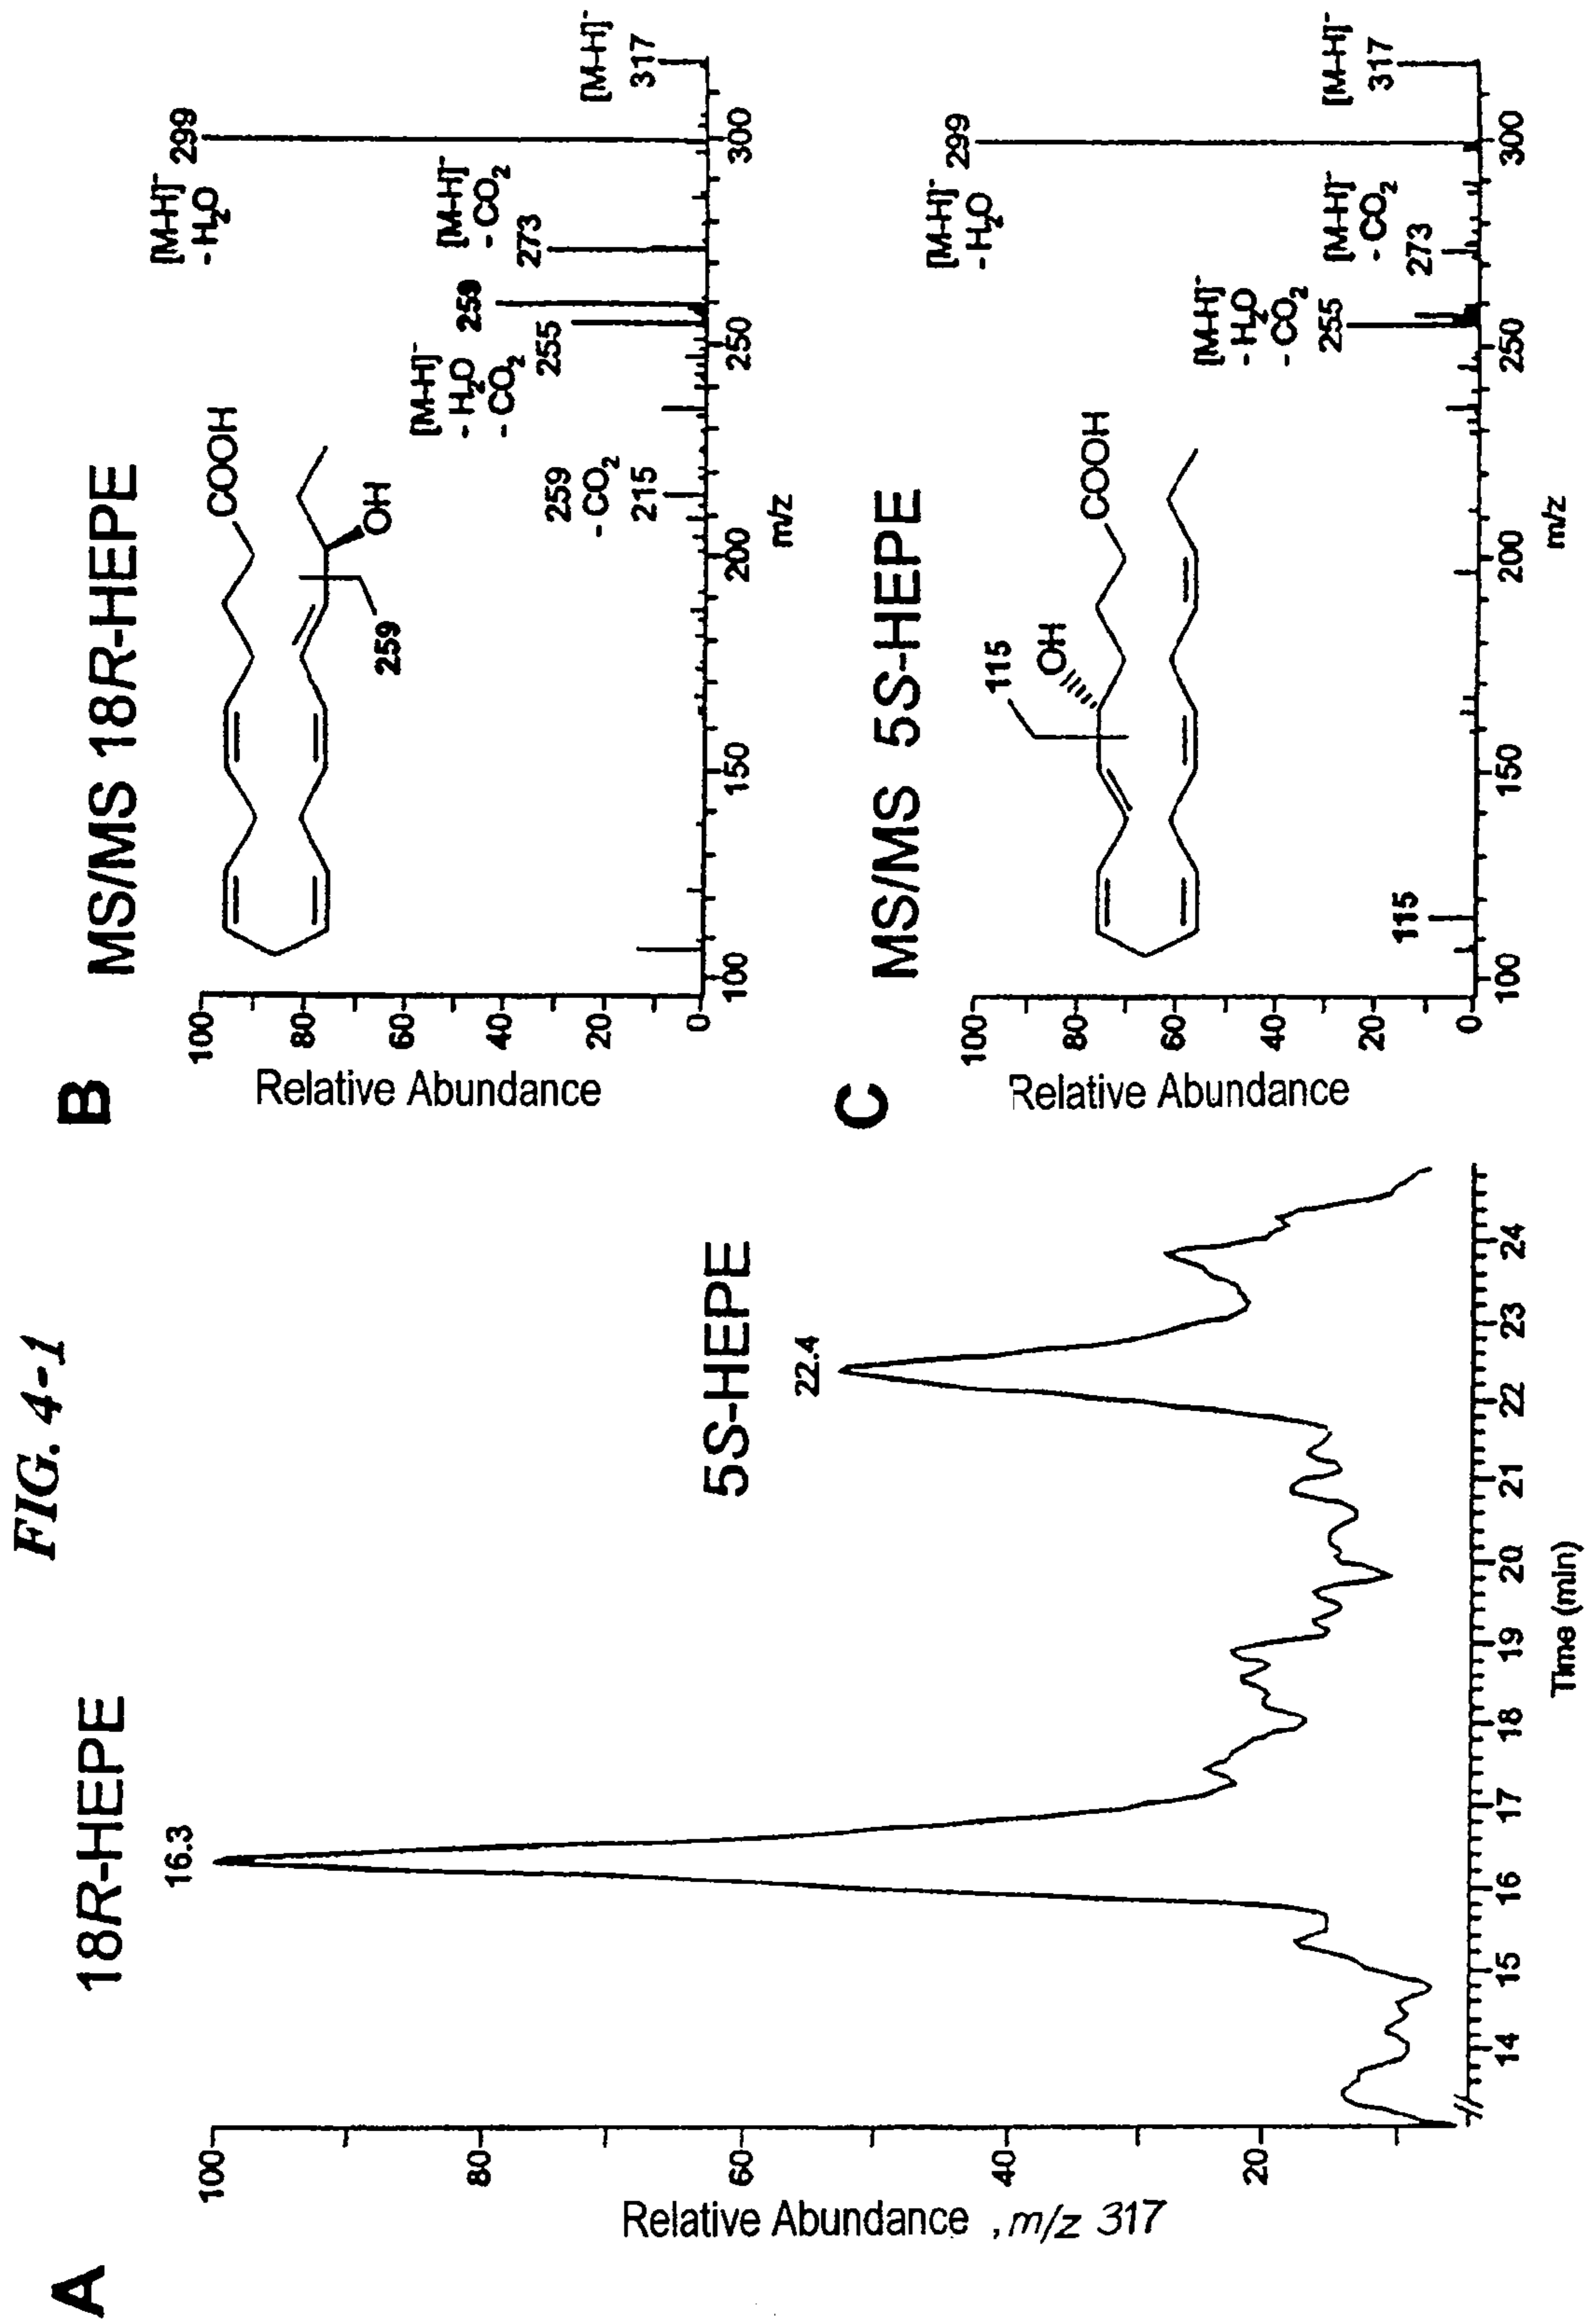 FIG. 4-1
A
18R-HEPE
16.3
5S-HEPE
22.4
100
80
60
40
20
Relative Abundance , m/z 317
14 15 16 17 18 19 20 21 22 23 24
Time (min)
B
MS/MS 18R-HEPE
COOH
OH
259
[M-H]⁻
- H₂O
299
[M-H]⁻
- CO₂
273
259
[M-H]⁻
- H₂O
- CO₂
255
259
- CO₂
215
[M-H]⁻
317
100
80
60
40
20
0
Relative Abundance
100 150 200 250 300
m/z
C
MS/MS 5S-HEPE
115
OH
COOH
[M-H]⁻
- H₂O
299
[M-H]⁻
- H₂O
- CO₂
255
[M-H]⁻
- CO₂
273
[M-H]⁻
317
115
100
80
60
40
20
0
Relative Abundance
100 150 200 250 300
m/z